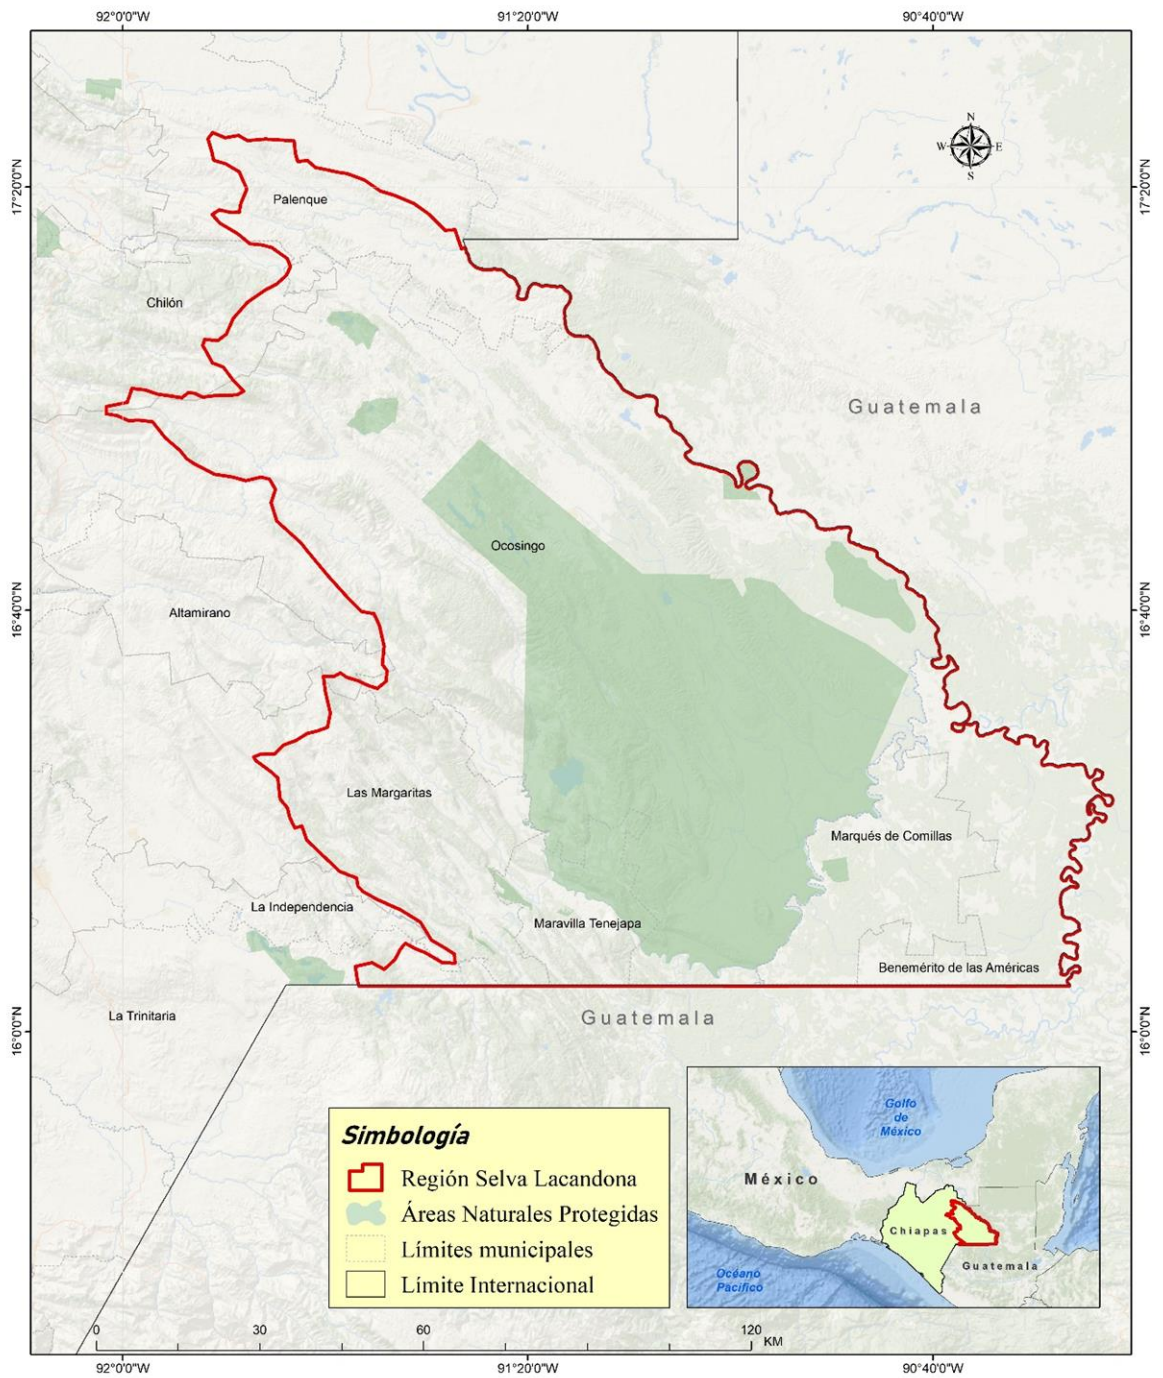 92°0'0"W
91°20'0"W
90°40'0"W
N
W
E
S
17°20'0"N
17°20'0"N
Palenque
Chilón
Guatemala
Ocosingo
16°40'0"N
16°40'0"N
Altamirano
Las Margaritas
Marqués de Comillas
La Independencia
Maravilla Tenejapa
Benemérito de las Américas
La Trinitaria
Guatemala
16°0'0"N
16°0'0"N
Simbología
Región Selva Lacandona
Áreas Naturales Protegidas
Límites municipales
Límite Internacional
Golfo
de
México
México
Chiapas
Guatemala
Océano
Pacífico
0
30
60
120
KM
92°0'0"W
91°20'0"W
90°40'0"W